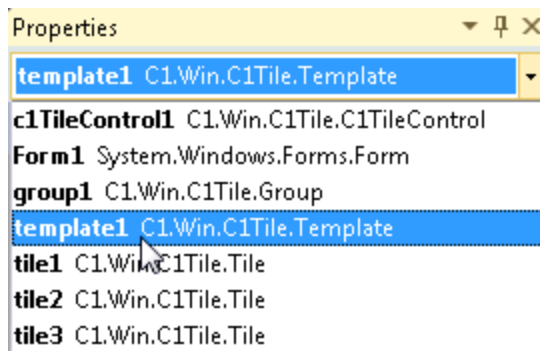 Properties
template1 C1.Win.C1Tile.Template
c1TileControl1 C1.Win.C1Tile.C1TileControl
Form1 System.Windows.Forms.Form
group1 C1.Win.C1Tile.Group
template1 C1.Win.C1Tile.Template
tile1 C1.Win.C1Tile.Tile
tile2 C1.Win.C1Tile.Tile
tile3 C1.Win.C1Tile.Tile